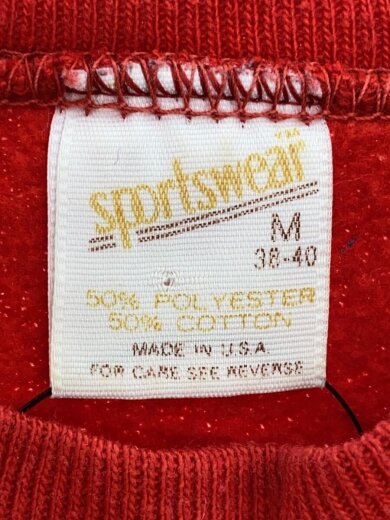 sportswear™
M
38-40
50% POLYESTER
50% COTTON
MADE IN U.S.A.
FOR CARE SEE REVERSE